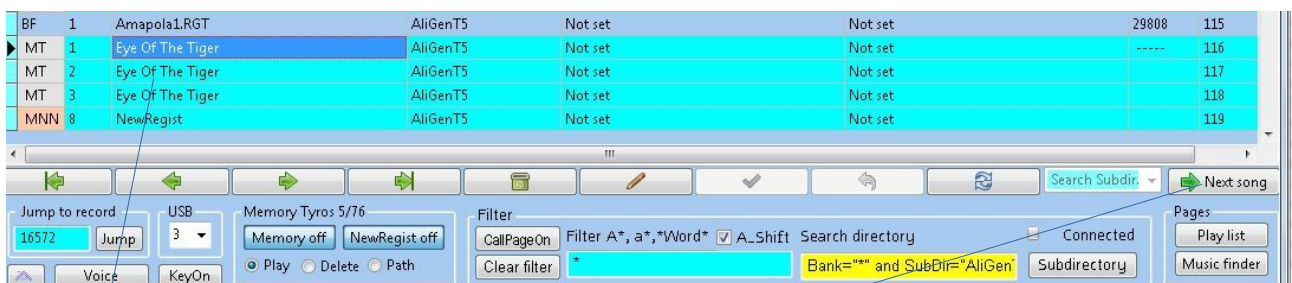 BF 1 Amapola1.RGT AliGenT5 Not set Not set 29808 115
MT 1 Eye Of The Tiger AliGenT5 Not set Not set ----- 116
MT 2 Eye Of The Tiger AliGenT5 Not set Not set 117
MT 3 Eye Of The Tiger AliGenT5 Not set Not set 118
MNN 8 NewRegist AliGenT5 Not set Not set 119
Search Subdir. Next song
Jump to record USB Memory Tyros 5/76 Filter Pages
16572 Jump 3 Memory off NewRegist off CallPageOn Filter A*, a*,*Word* A_Shift Search directory Connected Play list
Voice KeyOn Play Delete Path Clear filter * Bank="*" and SubDir="AliGen Subdirectory Music finder